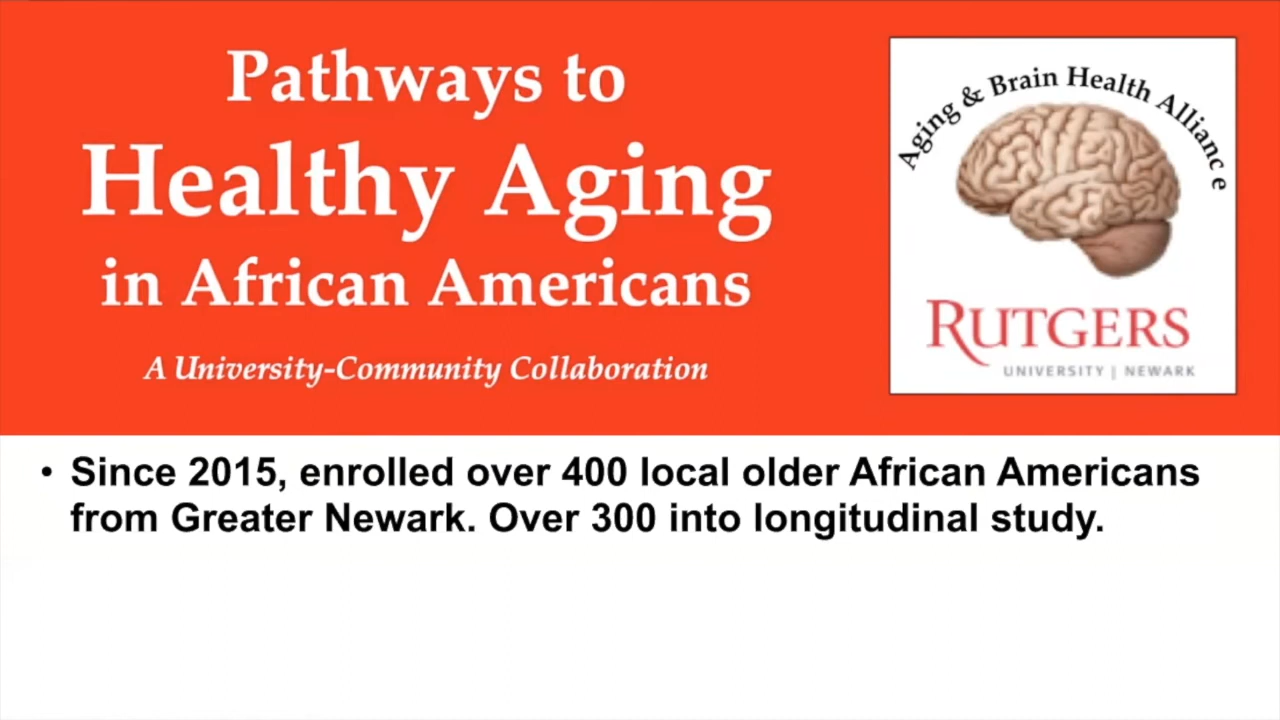 Pathways to
Healthy Aging
in African Americans
A University-Community Collaboration
Aging & Brain Health Alliance
RUTGERS
UNIVERSITY | NEWARK
• Since 2015, enrolled over 400 local older African Americans
from Greater Newark. Over 300 into longitudinal study.